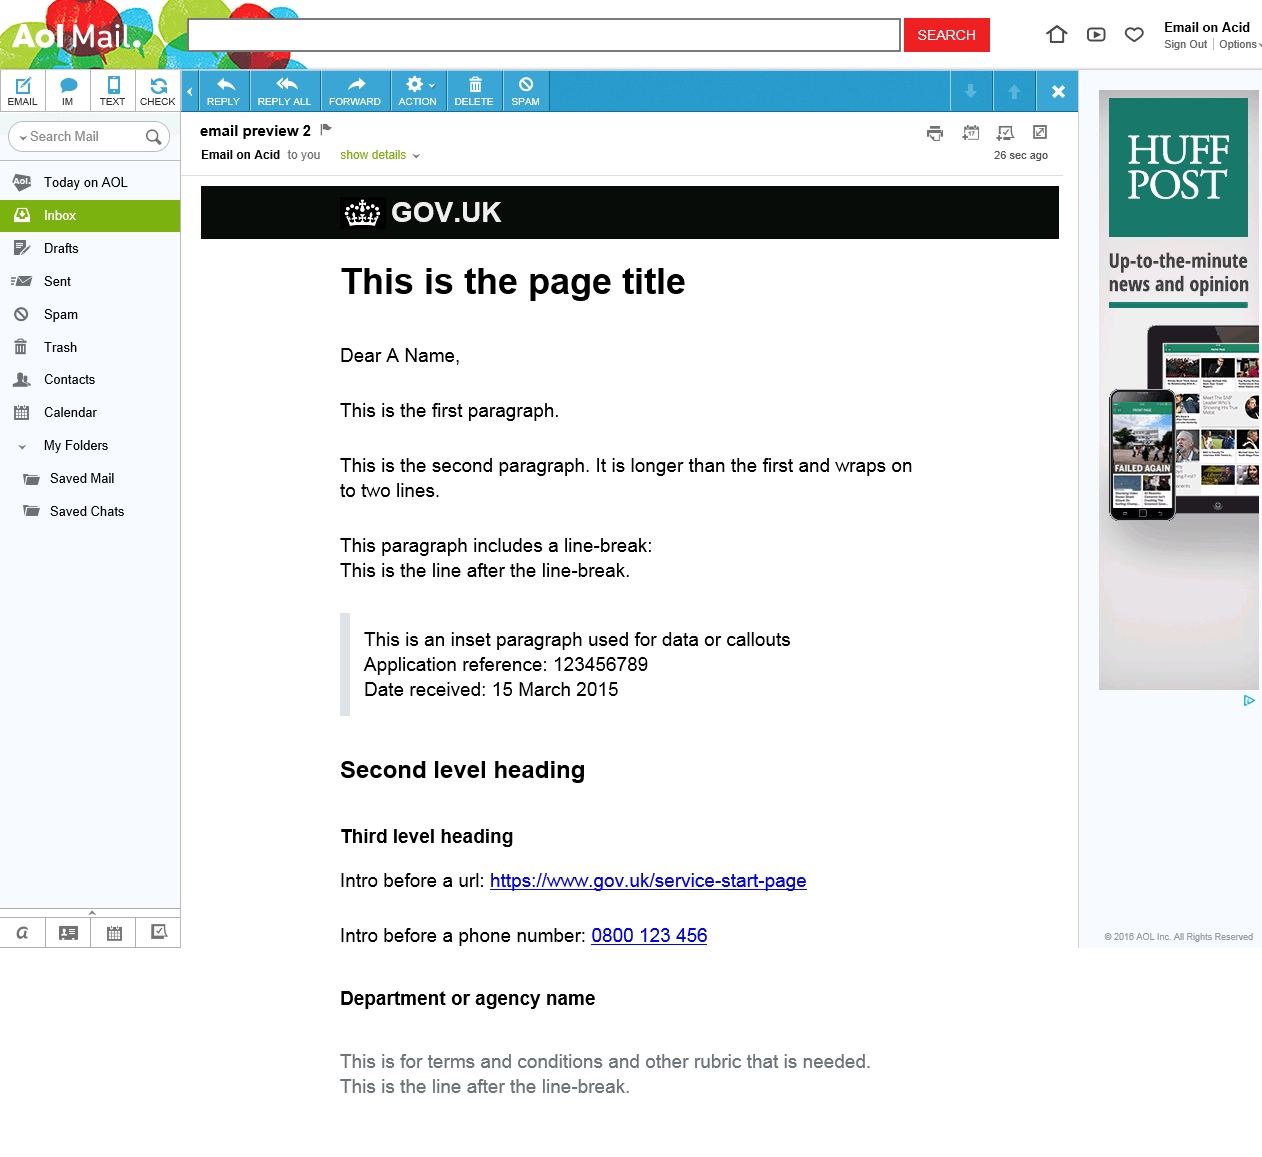 Aol Mail.
SEARCH
Email on Acid
Sign Out Options
EMAIL IM TEXT CHECK
REPLY REPLY ALL FORWARD ACTION DELETE SPAM
Search Mail
Aol.
Today on AOL
Inbox
Drafts
Sent
Spam
Trash
Contacts
Calendar
My Folders
Saved Mail
Saved Chats
email preview 2
17
Email on Acid to you show details
26 sec ago
GOV.UK
This is the page title
Dear A Name,
This is the first paragraph.
This is the second paragraph. It is longer than the first and wraps on
to two lines.
This paragraph includes a line-break:
This is the line after the line-break.
This is an inset paragraph used for data or callouts
Application reference: 123456789
Date received: 15 March 2015
Second level heading
Third level heading
Intro before a url: https://www.gov.uk/service-start-page
Intro before a phone number: 0800 123 456
Department or agency name
This is for terms and conditions and other rubric that is needed.
This is the line after the line-break.
HUFF
POST
Up-to-the-minute
news and opinion
FRONT PAGE
FAILED AGAIN
© 2016 AOL Inc. All Rights Reserved